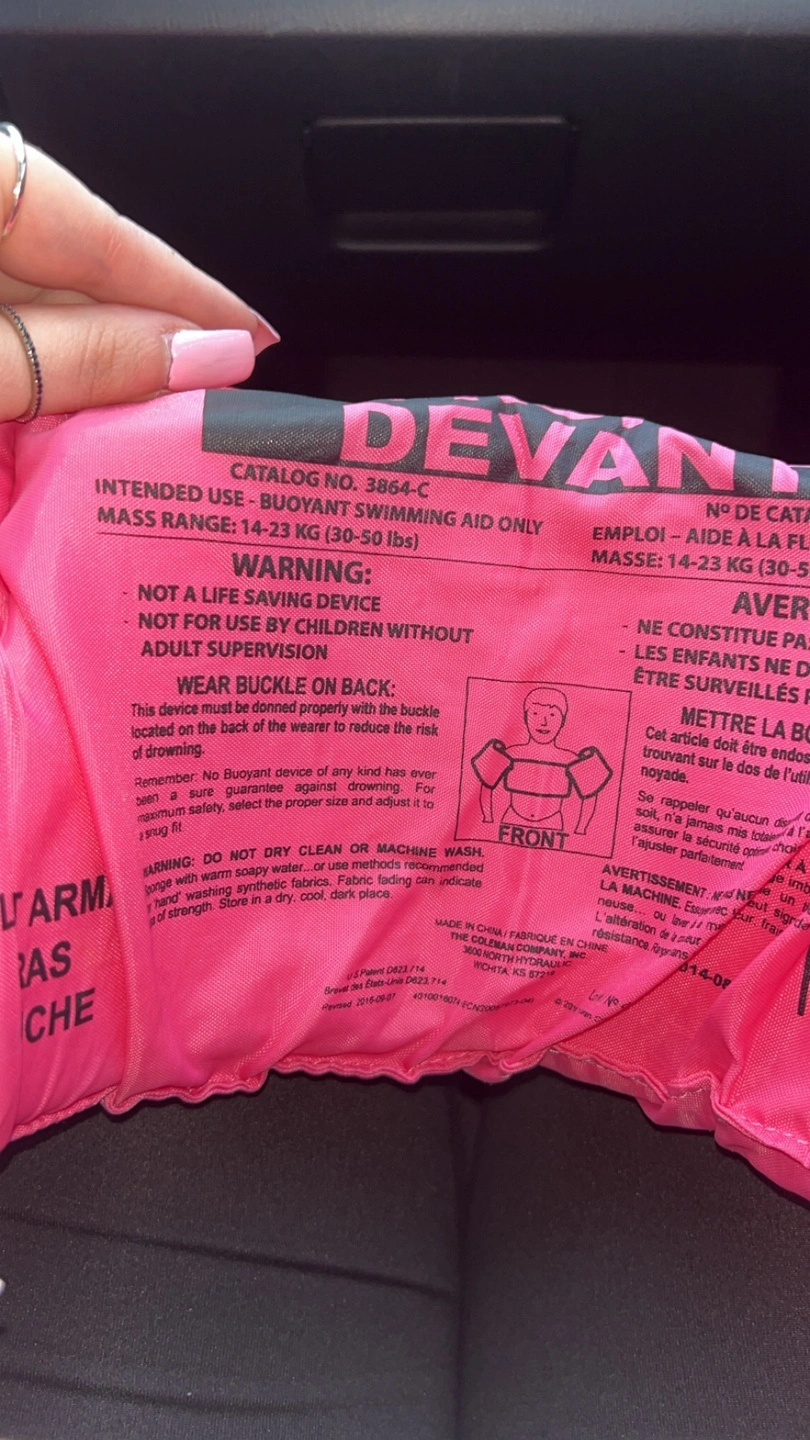 DEVAN
CATALOG NO. 3864-C
INTENDED USE - BUOYANT SWIMMING AID ONLY
MASS RANGE: 14-23 KG (30-50 lbs)
WARNING:
- NOT A LIFE SAVING DEVICE
- NOT FOR USE BY CHILDREN WITHOUT
ADULT SUPERVISION
WEAR BUCKLE ON BACK:
This device must be donned properly with the buckle
located on the back of the wearer to reduce the risk
of drowning.
Remember: No Buoyant device of any kind has ever
been a sure guarantee against drowning. For
maximum safety, select the proper size and adjust it to
a snug fit.
WARNING: DO NOT DRY CLEAN OR MACHINE WASH.
Sponge with warm soapy water...or use methods recommended
'hand' washing synthetic fabrics. Fabric fading can indicate
of strength. Store in a dry, cool, dark place.
FRONT
Nº DE CATA
EMPLOI – AIDE À LA FL
MASSE: 14-23 KG (30-5
AVER
- NE CONSTITUE PA
- LES ENFANTS NE D
ÊTRE SURVEILLÉS
METTRE LA BO
Cet article doit être endos
trouvant sur le dos de l'util
noyade.
Se rappeler qu'aucun
soit, n'a jamais mis
assurer la sécurité
l'ajuster parfaitement.
AVERTISSEMENT:
LA MACHINE.
neuse... ou laver
L'altération de
résistance
MADE IN CHINA / FABRIQUÉ EN CHINE
THE COLEMAN COMPANY, INC.
3600 NORTH HYDRAULIC
WICHITA, KS
US Patent D623,714
Brevet des États-Unis D623,714
Revised 2016-09-07
Lot/No
LT ARM
RAS
CHE